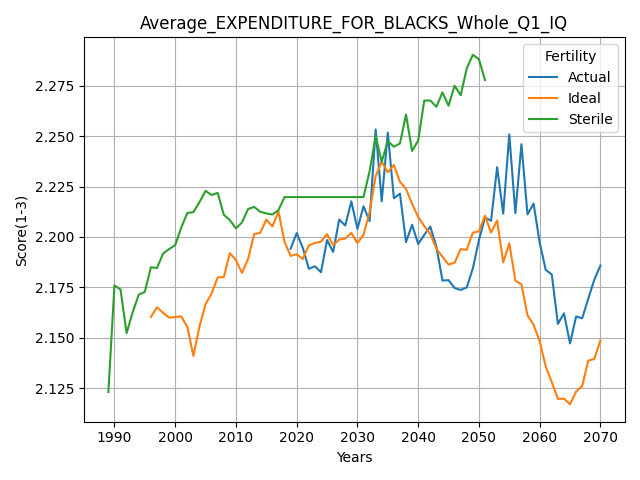 Average_EXPENDITURE_FOR_BLACKS_Whole_Q1_IQ
Fertility
Actual
Ideal
Sterile
Score(1-3)
2.275
2.250
2.225
2.200
2.175
2.150
2.125
1990 2000 2010 2020 2030 2040 2050 2060 2070
Years